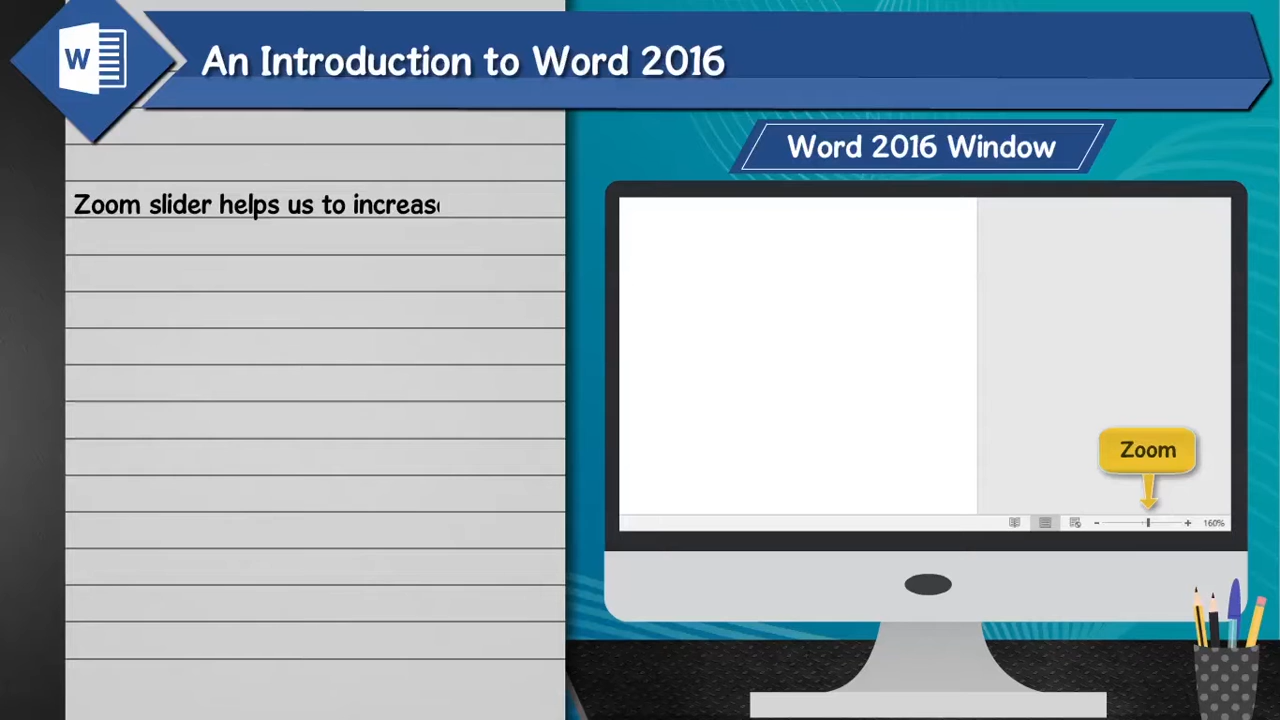 W
An Introduction to Word 2016
Word 2016 Window
Zoom slider helps us to increas
Zoom
- + 160%